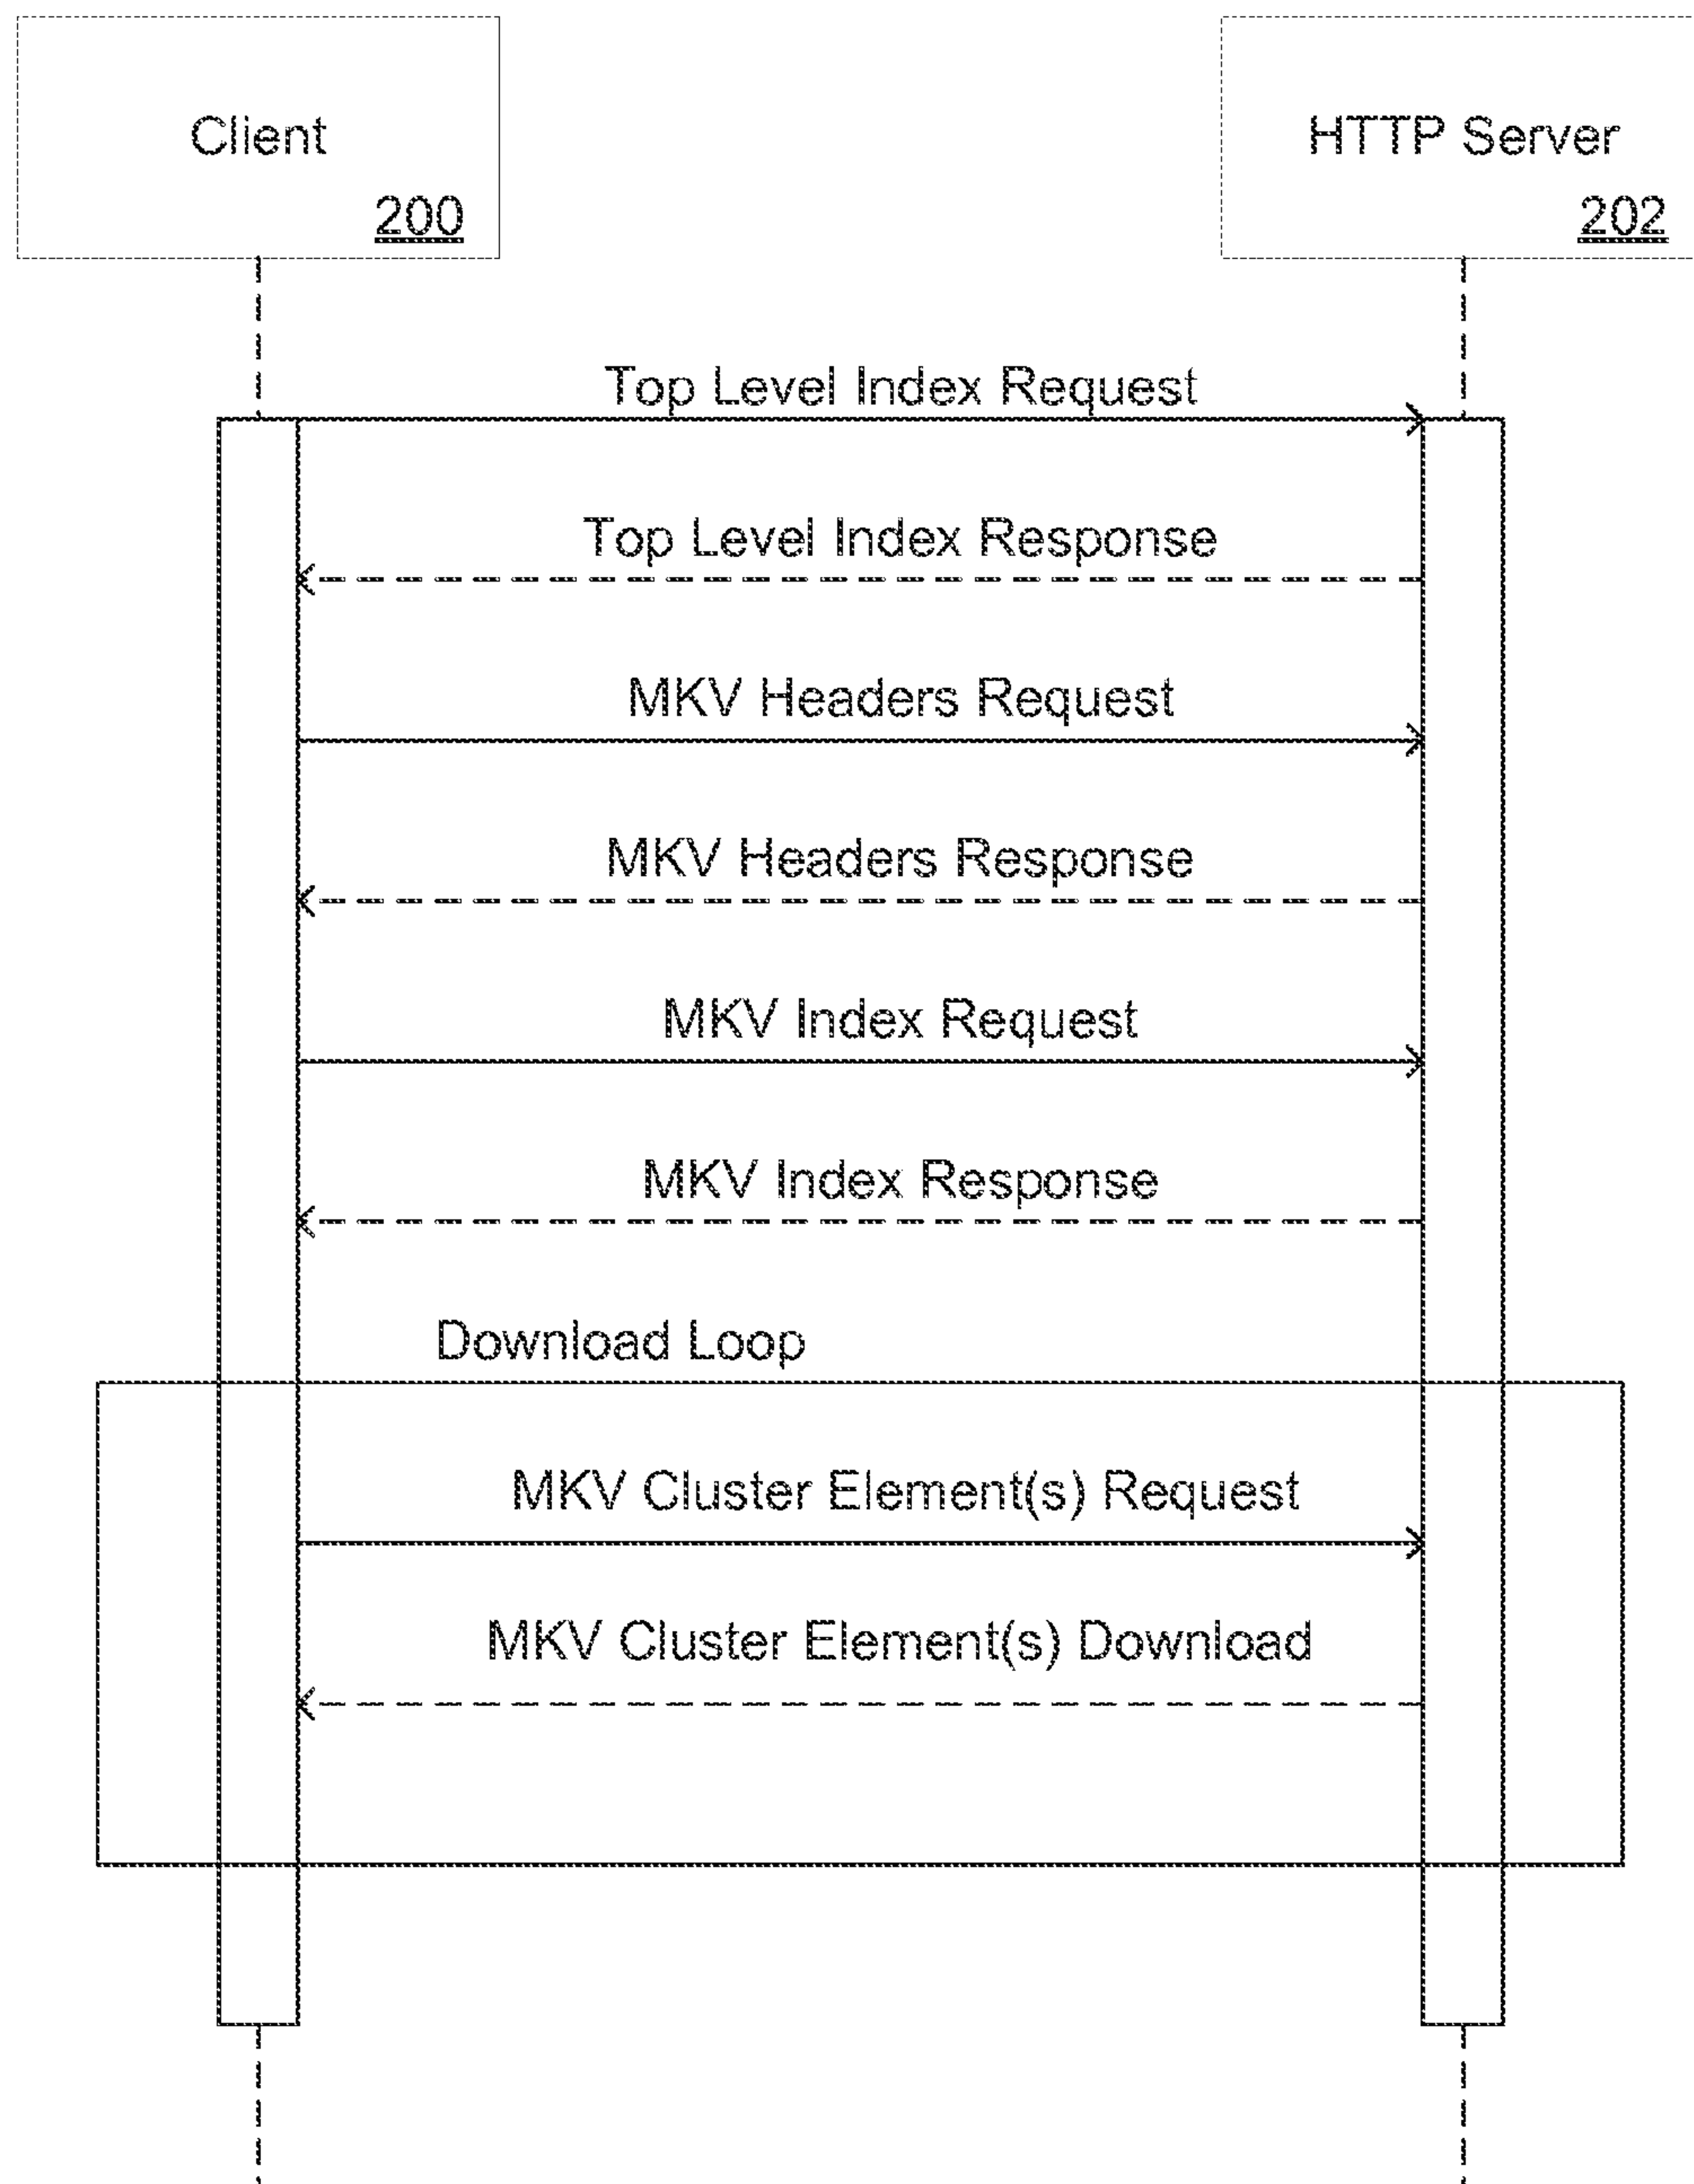 Client
200
HTTP Server
202
Top Level Index Request
Top Level Index Response
MKV Headers Request
MKV Headers Response
MKV Index Request
MKV Index Response
Download Loop
MKV Cluster Element(s) Request
MKV Cluster Element(s) Download